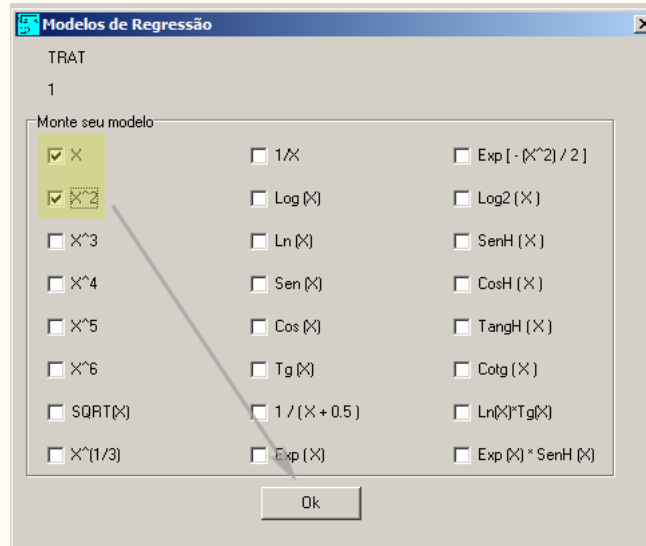 Modelos de Regressão
TRAT
1
Monte seu modelo
X 1/X Exp [ - (X^2) / 2 ]
X^2 Log (X) Log2 ( X )
X^3 Ln (X) SenH ( X )
X^4 Sen (X) CosH ( X )
X^5 Cos (X) TangH ( X )
X^6 Tg (X) Cotg ( X )
SQRT(X) 1 / ( X + 0.5 ) Ln(X)*Tg(X)
X^(1/3) Exp ( X ) Exp (X) * SenH (X)
Ok